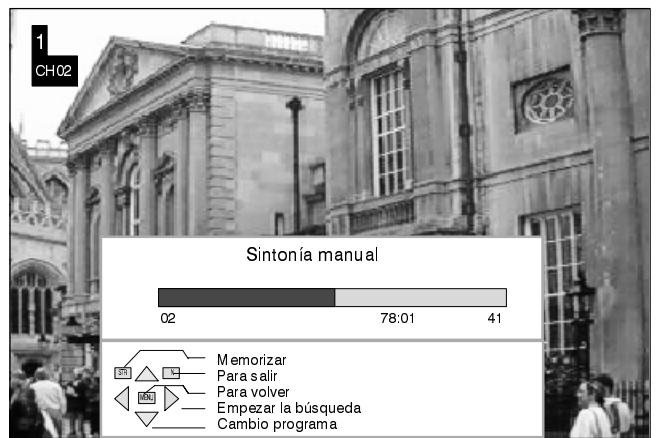 1
CH02
Sintonía manual
02 78:01 41
STR N
Memorizar
Para salir
MENU
Para volver
Empezar la búsqueda
Cambio programa